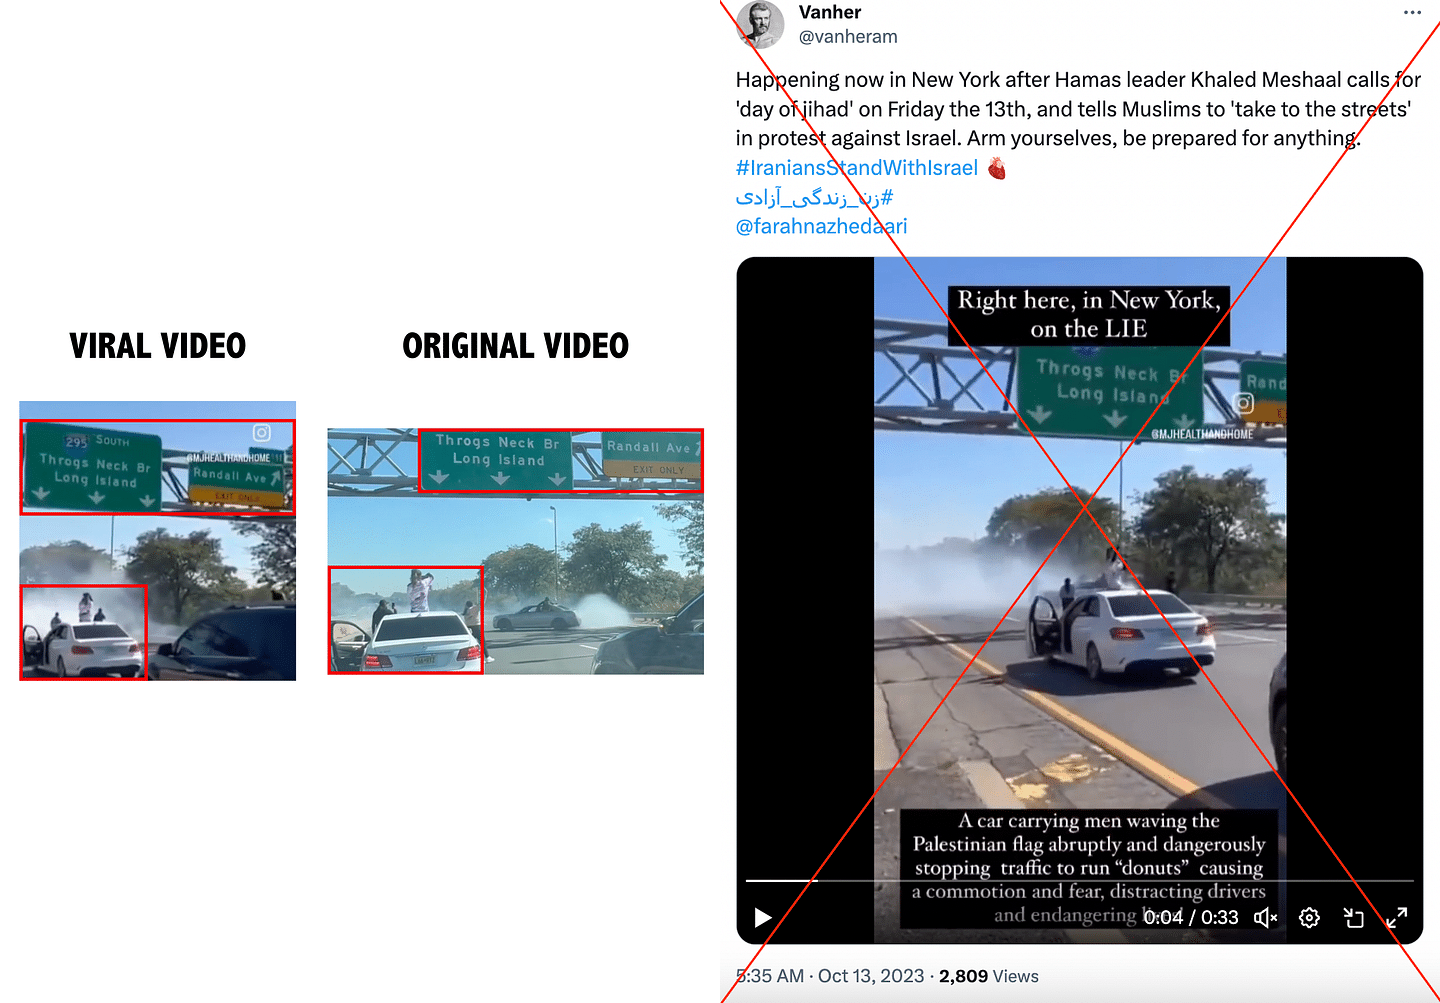 VIRAL VIDEO
295 SOUTH
Throgs Neck Br
Long Island
@MJHEALTHANDHOME
Randall Ave
EXIT ONLY
ORIGINAL VIDEO
Throgs Neck Br
Long Island
Randall Ave
EXIT ONLY
Vanher
@vanheram
Happening now in New York after Hamas leader Khaled Meshaal calls for
'day of jihad' on Friday the 13th, and tells Muslims to 'take to the streets'
in protest against Israel. Arm yourselves, be prepared for anything.
#IraniansStandWithIsrael 🫀
#زن_زندگی_آزادی
@farahnazhedaari
Right here, in New York,
on the LIE
Throgs Neck Br
Long Island
Rand
@MJHEALTHANDHOME
A car carrying men waving the
Palestinian flag abruptly and dangerously
stopping traffic to run “donuts” causing
a commotion and fear, distracting drivers
and endangering
0:04 / 0:33
5:35 AM · Oct 13, 2023 · 2,809 Views